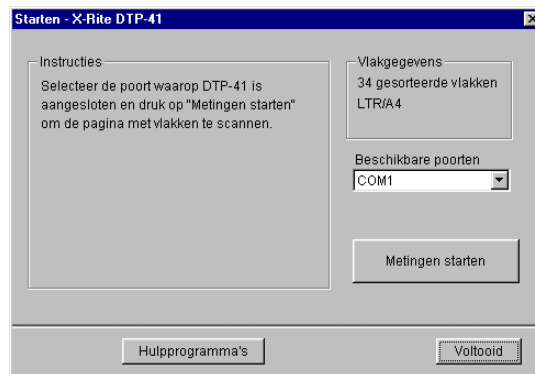 Starten - X-Rite DTP-41
Instructies
Selecteer de poort waarop DTP-41 is
aangesloten en druk op "Metingen starten"
om de pagina met vlakken te scannen.
Vlakgegevens
34 gesorteerde vlakken
LTR/A4
Beschikbare poorten
COM1
Metingen starten
Hulpprogramma's
Voltooid